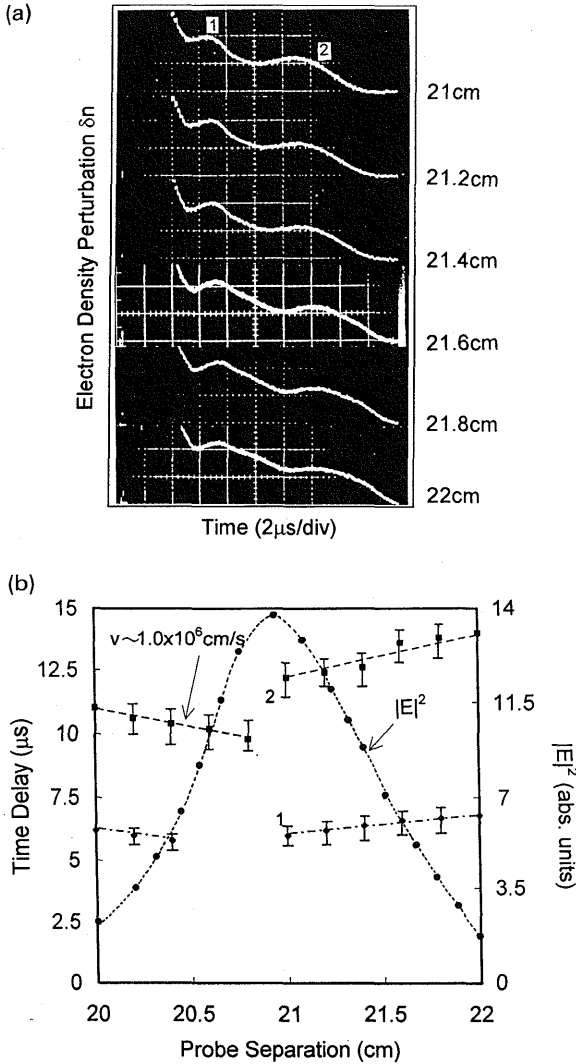 (a)
1
2
21cm
21.2cm
21.4cm
21.6cm
21.8cm
22cm
Electron Density Perturbation δn
Time (2μs/div)
(b)
15
12.5
10
7.5
5
2.5
0
Time Delay (μs)
v~1.0x10⁶cm/s
2
1
|E|²
14
11.5
7
3.5
0
|E|² (abs. units)
20
20.5
21
21.5
22
Probe Separation (cm)